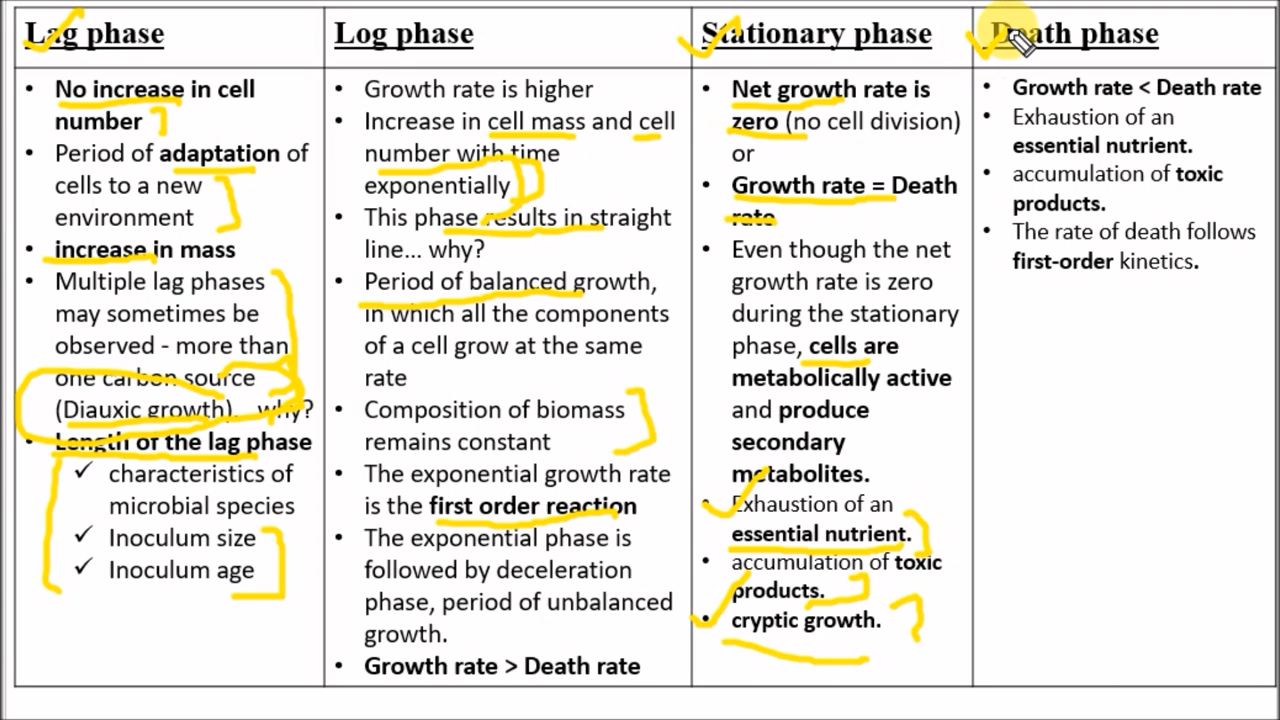 Lag phase
• No increase in cell
number
• Period of adaptation of
cells to a new
environment
• increase in mass
• Multiple lag phases
may sometimes be
observed - more than
one carbon source
(Diauxic growth). why?
• Length of the lag phase
✓ characteristics of
microbial species
✓ Inoculum size
✓ Inoculum age
Log phase
• Growth rate is higher
• Increase in cell mass and cell
number with time
exponentially
• This phase results in straight
line... why?
• Period of balanced growth,
in which all the components
of a cell grow at the same
rate
• Composition of biomass
remains constant
• The exponential growth rate
is the first order reaction
• The exponential phase is
followed by deceleration
phase, period of unbalanced
growth.
• Growth rate > Death rate
Stationary phase
• Net growth rate is
zero (no cell division)
or
• Growth rate = Death
rate
• Even though the net
growth rate is zero
during the stationary
phase, cells are
metabolically active
and produce
secondary
metabolites.
• Exhaustion of an
essential nutrient.
• accumulation of toxic
products.
• cryptic growth.
Death phase
• Growth rate < Death rate
• Exhaustion of an
essential nutrient.
• accumulation of toxic
products.
• The rate of death follows
first-order kinetics.